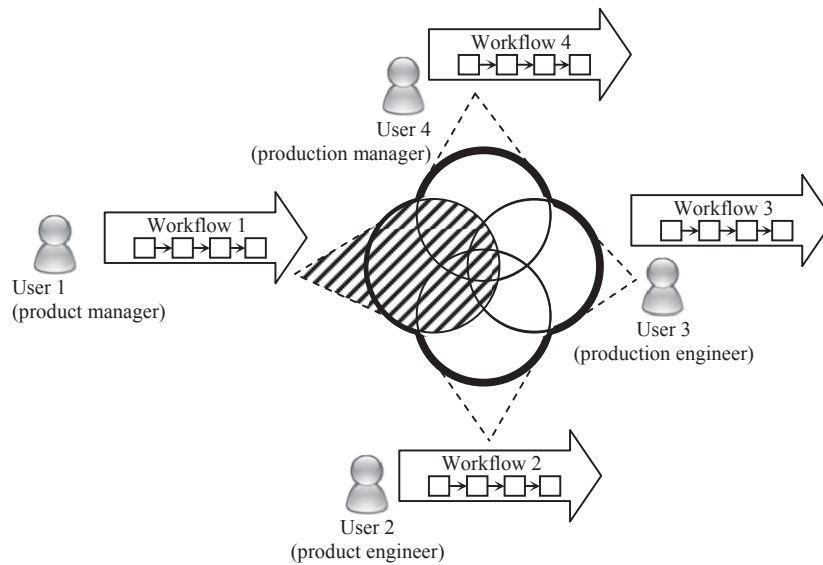 Workflow 4
User 4
(production manager)
Workflow 1
User 1
(product manager)
Workflow 3
User 3
(production engineer)
Workflow 2
User 2
(product engineer)